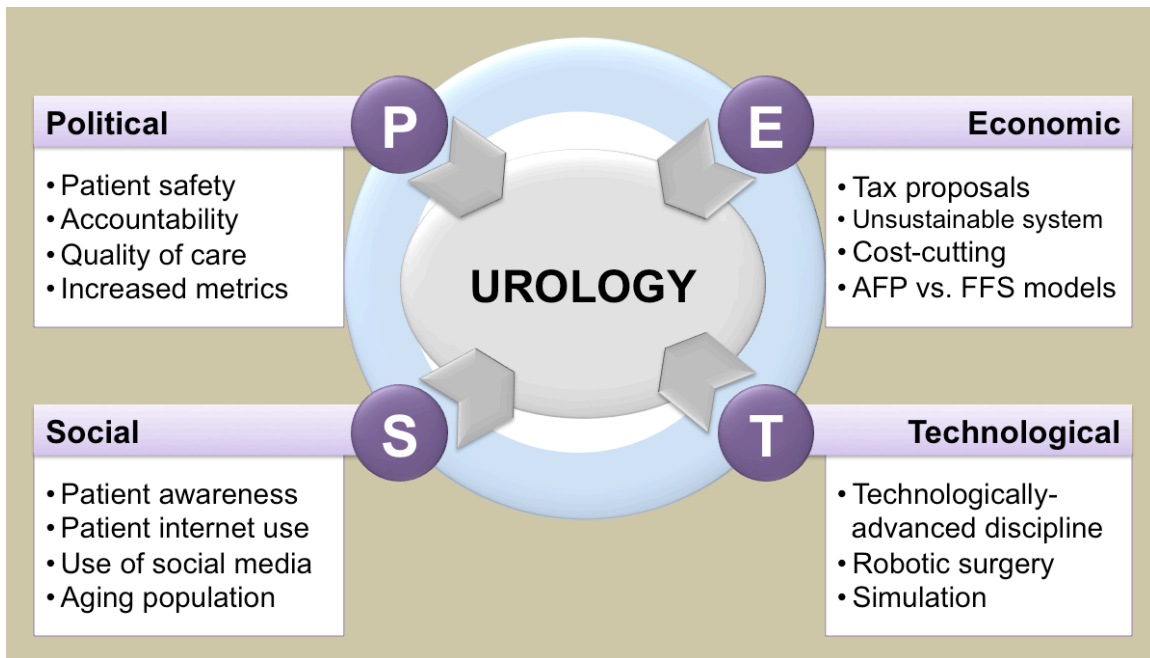 P
Political
• Patient safety
• Accountability
• Quality of care
• Increased metrics
E
Economic
• Tax proposals
• Unsustainable system
• Cost-cutting
• AFP vs. FFS models
UROLOGY
S
Social
• Patient awareness
• Patient internet use
• Use of social media
• Aging population
T
Technological
• Technologically-
advanced discipline
• Robotic surgery
• Simulation